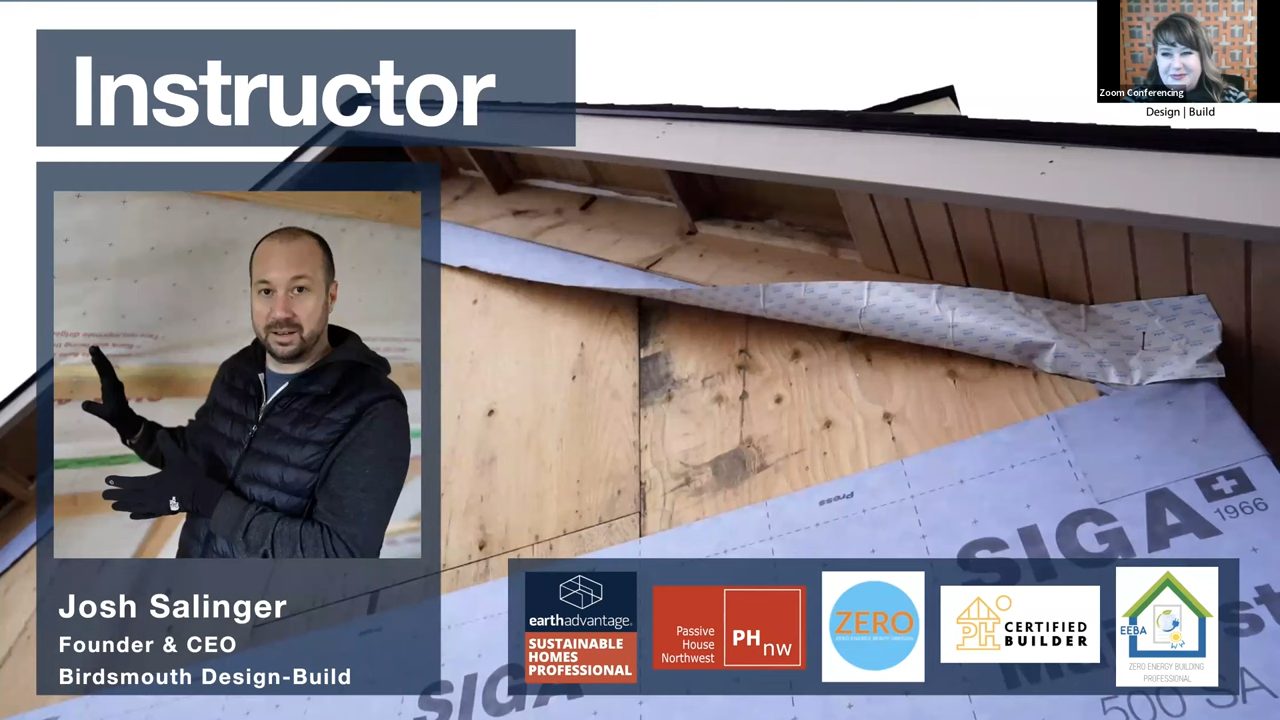 Instructor
Zoom Conferencing
Design | Build
Press
SIGA
1966
Josh Salinger
Founder & CEO
Birdsmouth Design-Build
earthadvantage
SUSTAINABLE
HOMES
PROFESSIONAL
Passive
House
Northwest
PHnw
ZERO
PH
CERTIFIED
BUILDER
EEBA
ZERO ENERGY BUILDING
PROFESSIONAL
SIGA
500 SA